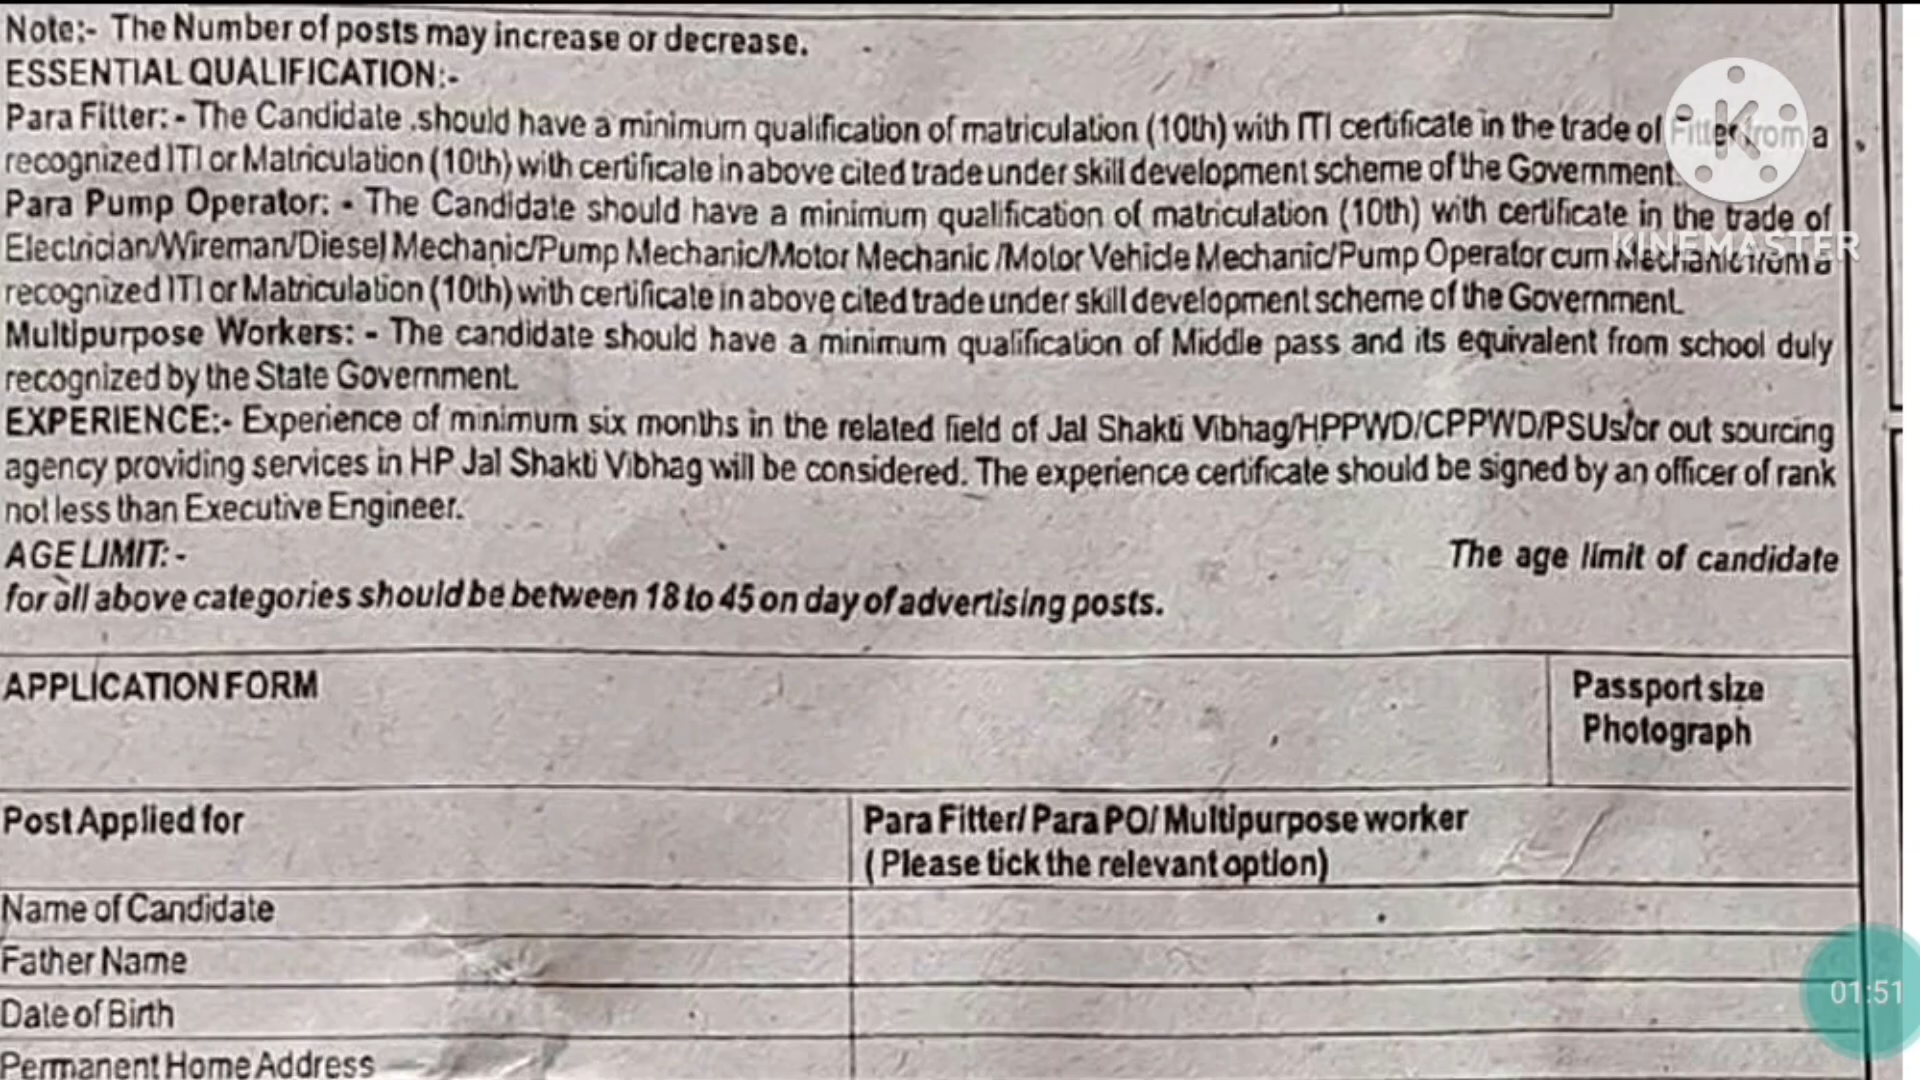 Note:- The Number of posts may increase or decrease.
ESSENTIAL QUALIFICATION:-
Para Fitter: - The Candidate .should have a minimum qualification of matriculation (10th) with ITI certificate in the trade of Fitter from a
recognized ITI or Matriculation (10th) with certificate in above cited trade under skill development scheme of the Government.
Para Pump Operator: - The Candidate should have a minimum qualification of matriculation (10th) with certificate in the trade of
Electrician/Wireman/Diesel Mechanic/Pump Mechanic/Motor Mechanic /Motor Vehicle Mechanic/Pump Operator cum Mechanic from a
KINEMASTER
recognized ITI or Matriculation (10th) with certificate in above cited trade under skill development scheme of the Government.
Multipurpose Workers: - The candidate should have a minimum qualification of Middle pass and its equivalent from school duly
recognized by the State Government.
EXPERIENCE:- Experience of minimum six months in the related field of Jal Shakti Vibhag/HPPWD/CPPWD/PSUs/or out sourcing
agency providing services in HP Jal Shakti Vibhag will be considered. The experience certificate should be signed by an officer of rank
not less than Executive Engineer.
AGE LIMIT: - The age limit of candidate
for all above categories should be between 18 to 45 on day of advertising posts.
APPLICATION FORM
Passport size
Photograph
Post Applied for
Para Fitter/ Para PO/ Multipurpose worker
( Please tick the relevant option)
Name of Candidate
Father Name
Date of Birth
01:51
Permanent Home Address